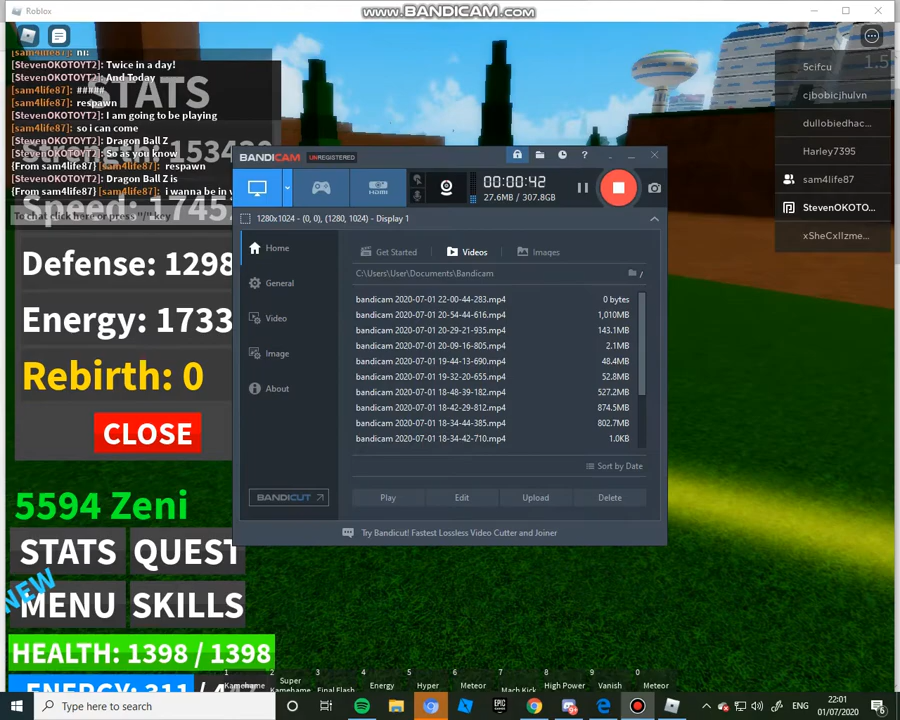 Roblox
www.BANDICAM.com
[sam4life87]: hi!
[StevenOKOTOYT2]: Twice in a day!
[StevenOKOTOYT2]: And Today
[sam4life87]: #####
[sam4life87]: respawn
[StevenOKOTOYT2]: I am going to be playing
[sam4life87]: so i can come
[StevenOKOTOYT2]: Dragon Ball Z
[StevenOKOTOYT2]: So as you know
{From sam4life87} [sam4life87]: respawn
[StevenOKOTOYT2]: Dragon Ball Z is
{From sam4life87} [sam4life87]: i wanna be in v
To chat click here or press "/" key
STATS
Strength: 15343
Speed: 1745
Defense: 1298
Energy: 1733
Rebirth: 0
CLOSE
5594 Zeni
STATS
QUEST
NEW
MENU
SKILLS
HEALTH: 1398 / 1398
ENERGY: 311 / 4
BANDICAM UNREGISTERED
HDMI
00:00:42
27.6MB / 307.8GB
1280x1024 - (0, 0), (1280, 1024) - Display 1
Home
General
Video
Image
About
BANDICUT
Get Started
Videos
Images
C:\Users\User\Documents\Bandicam
bandicam 2020-07-01 22-00-44-283.mp4 0 bytes
bandicam 2020-07-01 20-54-44-616.mp4 1,010MB
bandicam 2020-07-01 20-29-21-935.mp4 143.1MB
bandicam 2020-07-01 20-09-16-805.mp4 2.1MB
bandicam 2020-07-01 19-44-13-690.mp4 48.4MB
bandicam 2020-07-01 19-32-20-655.mp4 52.8MB
bandicam 2020-07-01 18-48-39-182.mp4 527.2MB
bandicam 2020-07-01 18-42-29-812.mp4 874.5MB
bandicam 2020-07-01 18-34-44-385.mp4 802.7MB
bandicam 2020-07-01 18-34-42-710.mp4 1.0KB
Sort by Date
Play
Edit
Upload
Delete
Try Bandicut! Fastest Lossless Video Cutter and Joiner
1.5
5cifcu
cjbobicjhulvn
dullobiedhac...
Harley7395
sam4life87
StevenOKOTO...
xSheCxllzme...
1 2 3 4 5 6 7 8 9 0
Kamehame
Super Kamehame
Final Flash
Energy
Hyper
Meteor
Mach Kick
High Power
Vanish
Meteor
Type here to search
EPIC
ENG
22:01
01/07/2020
6